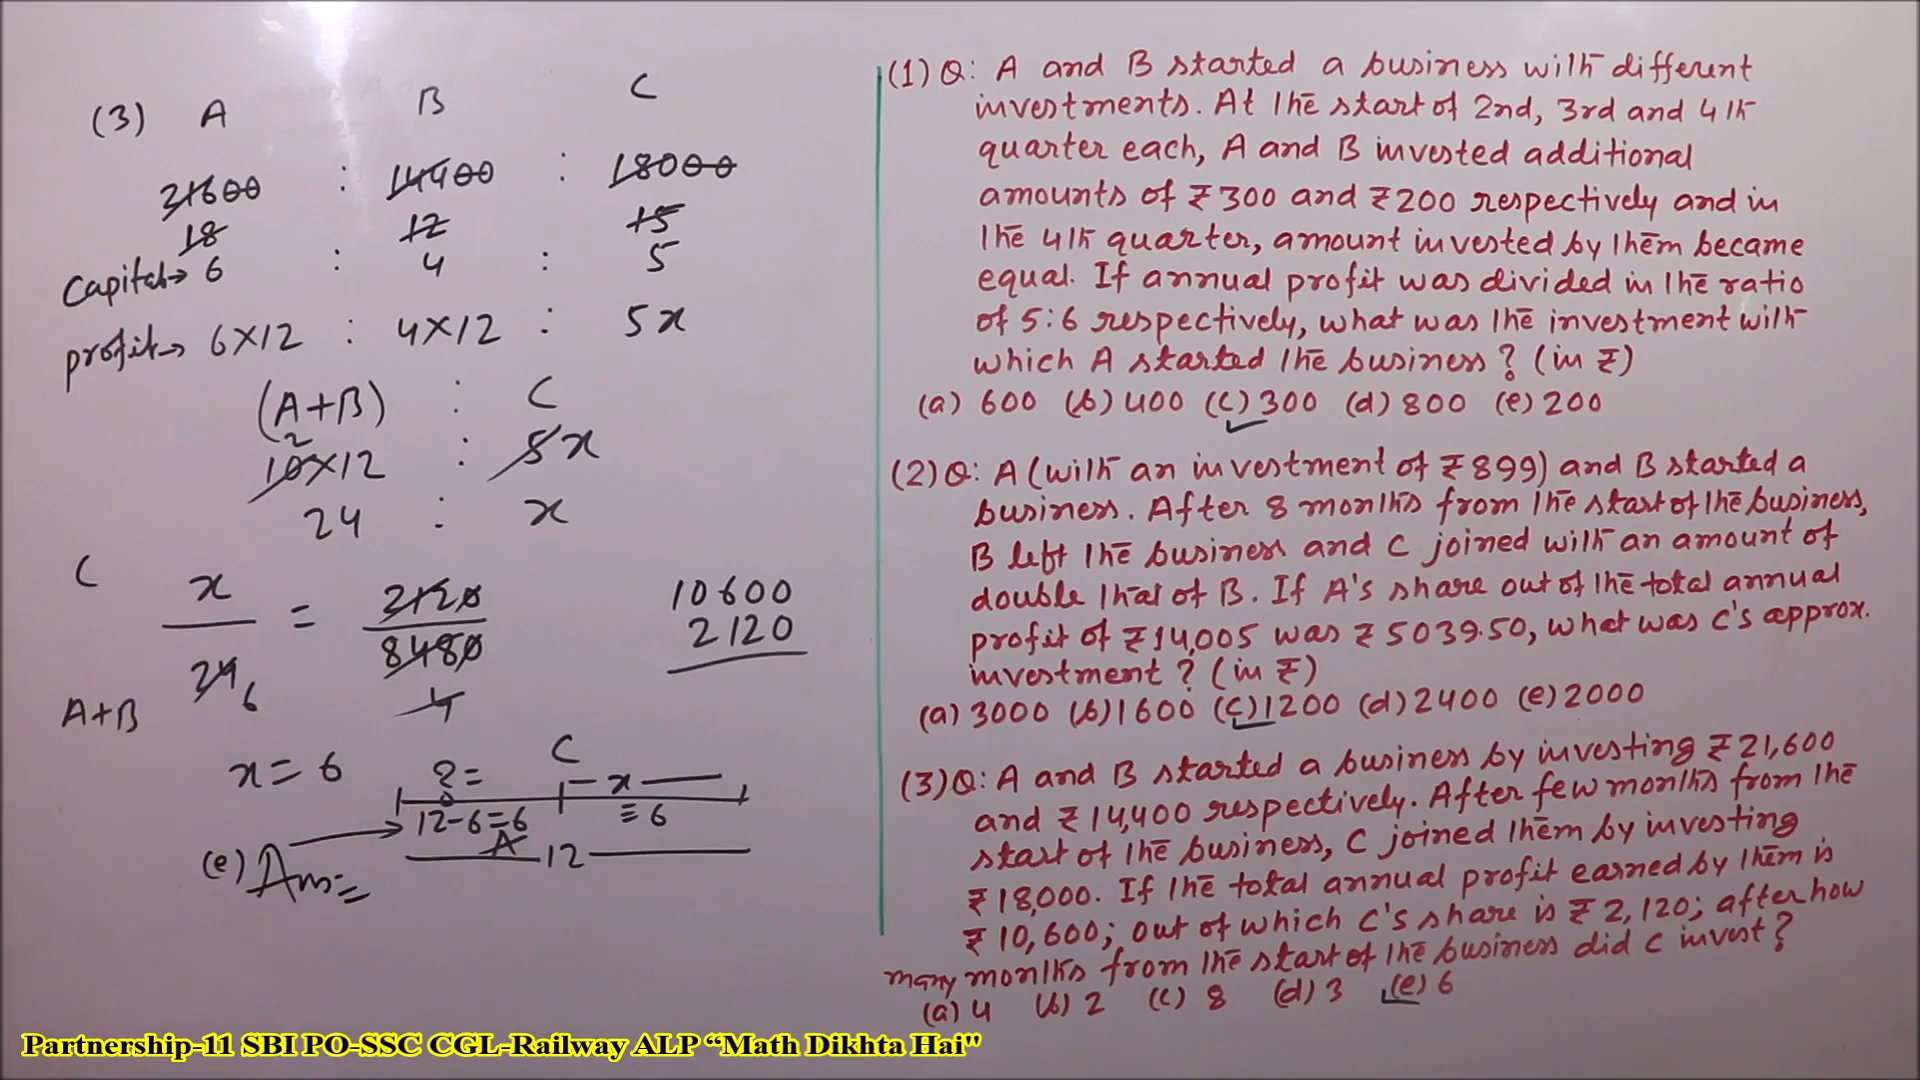 (3) A B C
21600 : 14400 : 18000
18 12 15
Capital→ 6 : 4 : 5
profit→ 6×12 : 4×12 : 5x
(A+B) : C
2
10×12 : 5x
24 : x
C x = 2120 10600
24 6 8480 2120
A+B 4
x = 6 ?= C – x –
12-6=6 = 6
A
12
(e) Ans=
(1) Q: A and B started a business with different
investments. At the start of 2nd, 3rd and 4th
quarter each, A and B invested additional
amounts of ₹300 and ₹200 respectively and in
the 4th quarter, amount invested by them became
equal. If annual profit was divided in the ratio
of 5:6 respectively, what was the investment with
which A started the business? (in ₹)
(a) 600 (b) 400 (c) 300 (d) 800 (e) 200
(2) Q: A (with an investment of ₹899) and B started a
business. After 8 months from the start of the business,
B left the business and C joined with an amount of
double that of B. If A's share out of the total annual
profit of ₹14,005 was ₹5039.50, what was C's approx.
investment? (in ₹)
(a) 3000 (b) 1600 (c) 1200 (d) 2400 (e) 2000
(3) Q: A and B started a business by investing ₹21,600
and ₹14,400 respectively. After few months from the
start of the business, C joined them by investing
₹18,000. If the total annual profit earned by them is
₹10,600; out of which C's share is ₹2,120; after how
many months from the start of the business did C invest?
(a) 4 (b) 2 (c) 8 (d) 3 (e) 6
Partnership-11 SBI PO-SSC CGL-Railway ALP “Math Dikhta Hai"